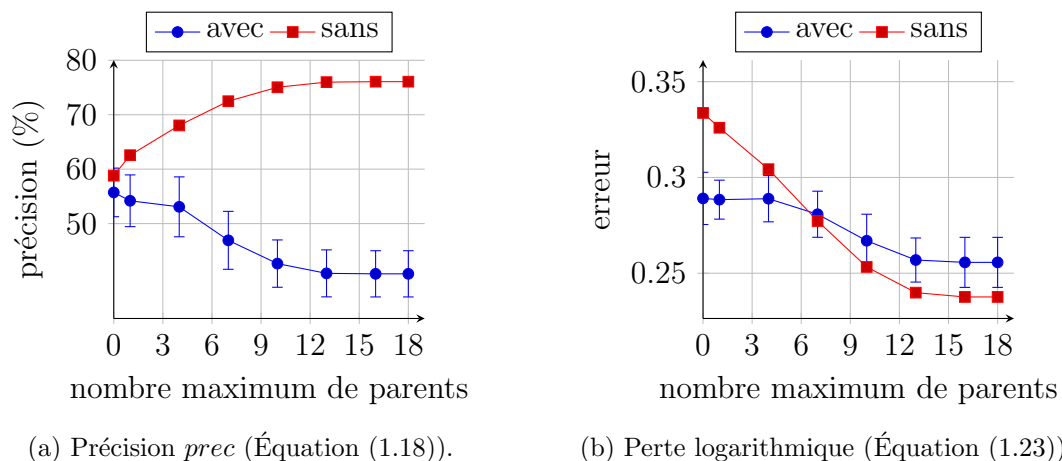 avec sans
80
70
60
50
précision (%)
0 3 6 9 12 15 18
nombre maximum de parents
(a) Précision prec (Équation (1.18)).
avec sans
0.35
0.3
0.25
erreur
0 3 6 9 12 15 18
nombre maximum de parents
(b) Perte logarithmique (Équation (1.23))